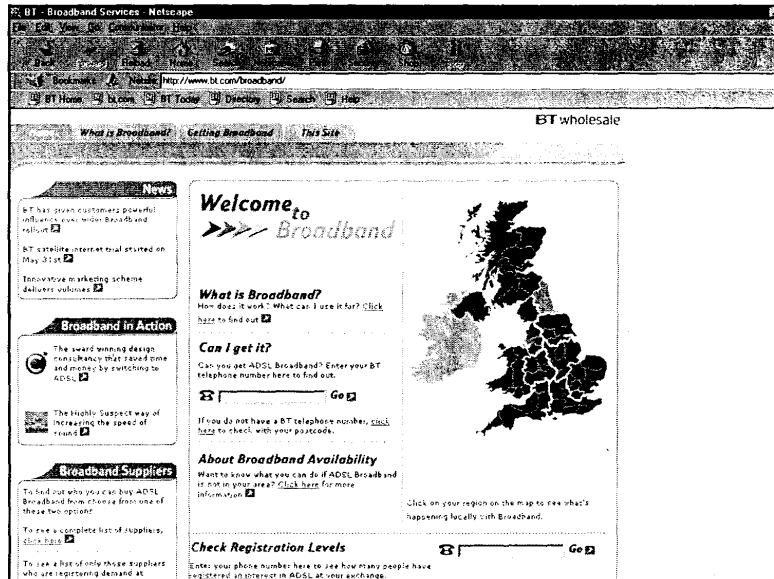 BT - Broadband Services - Netscape
File Edit View Go Communicator Help
Back Reload Home Search
Bookmarks Netsite: http://www.bt.com/broadband/
BT Home bt.com BT Today Directory Search Help
BT wholesale
What is Broadband? Getting Broadband This Site
News
BT has given customers powerful
influence over wider Broadband
rollout
BT satellite internet trial started on
May 31st
Innovative marketing scheme
delivers volumes
Broadband in Action
The award winning design
consultancy that saved time
and money by switching to
ADSL
The Highly Suspect way of
increasing the speed of
sound
Broadband Suppliers
To find out who you can buy ADSL
Broadband from choose from one of
these two options
To see a complete list of suppliers,
click here
To see a list of only those suppliers
who are registering demand at
Welcome
to
Broadband
What is Broadband?
How does it work? What can I use it for? Click
here to find out
Can I get it?
Can you get ADSL Broadband? Enter your BT
telephone number here to find out.
Go
If you do not have a BT telephone number, click
here to check with your postcode.
About Broadband Availability
Want to know what you can do if ADSL Broadband
is not in your area? Click here for more
information
Click on your region on the map to see what's
happening locally with Broadband.
Check Registration Levels
Go
Enter your phone number here to see how many people have
registered an interest in ADSL at your exchange.